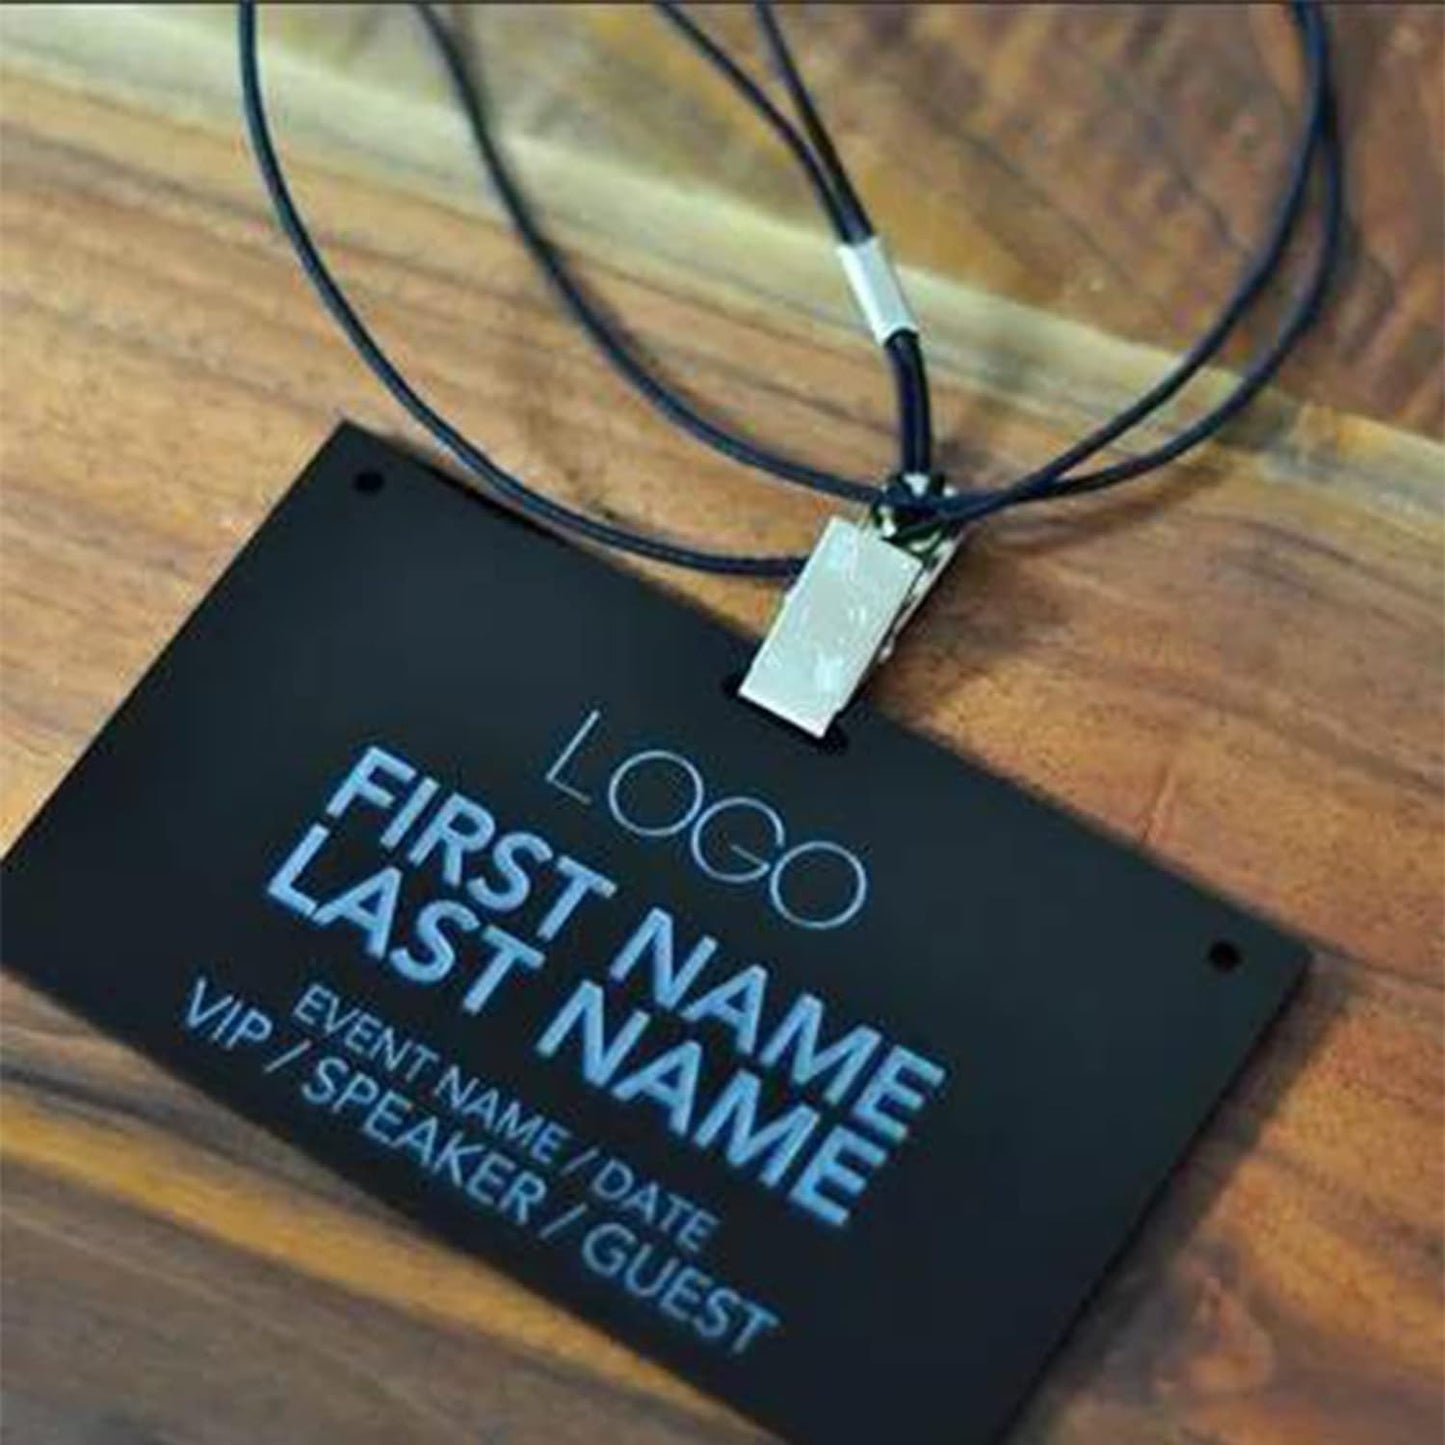 LOGO
FIRST NAME
LAST NAME
EVENT NAME / DATE
VIP / SPEAKER / GUEST